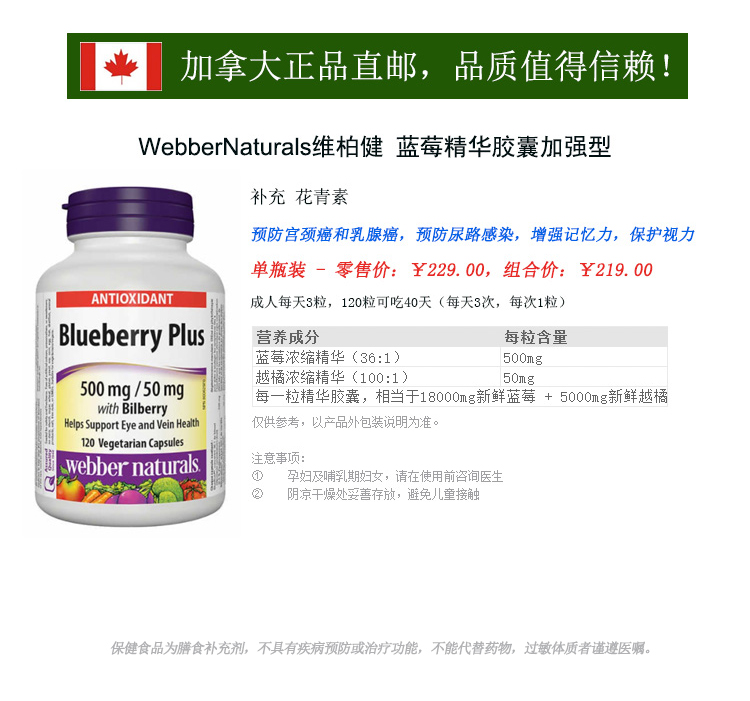 加拿大正品直邮，品质值得信赖！
WebberNaturals维柏健 蓝莓精华胶囊加强型
补充 花青素
预防宫颈癌和乳腺癌，预防尿路感染，增强记忆力，保护视力
单瓶装 - 零售价：￥229.00，组合价：￥219.00
成人每天3粒，120粒可吃40天（每天3次，每次1粒）
营养成分 每粒含量
蓝莓浓缩精华（36:1） 500mg
越橘浓缩精华（100:1） 50mg
每一粒精华胶囊，相当于18000mg新鲜蓝莓 + 5000mg新鲜越橘
仅供参考，以产品外包装说明为准。
注意事项：
① 孕妇及哺乳期妇女，请在使用前咨询医生
② 阴凉干燥处妥善存放，避免儿童接触
ANTIOXIDANT
Blueberry Plus
500 mg / 50 mg
with Bilberry
Helps Support Eye and Vein Health
120 Vegetarian Capsules
webber naturals.
保健食品为膳食补充剂，不具有疾病预防或治疗功能，不能代替药物，过敏体质者谨遵医嘱。